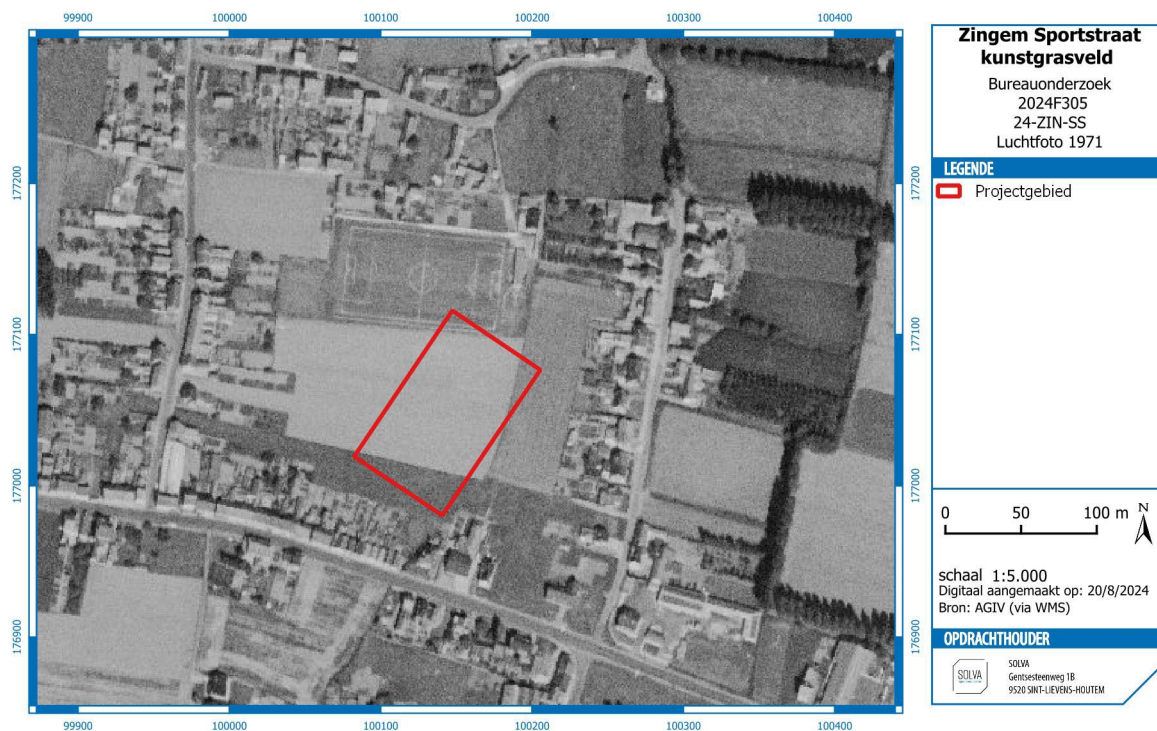 99900 100000 100100 100200 100300 100400
177200 177200
177100 177100
177000 177000
176900 176900
99900 100000 100100 100200 100300 100400
Zingem Sportstraat
kunstgrasveld
Bureauonderzoek
2024F305
24-ZIN-SS
Luchtfoto 1971
LEGENDE
Projectgebied
0 50 100 m N
schaal 1:5.000
Digitaal aangemaakt op: 20/8/2024
Bron: AGIV (via WMS)
OPDRACHTHOUDER
SOLVA
SOLVA
Gentsesteenweg 1B
9520 SINT-LIEVENS-HOUTEM